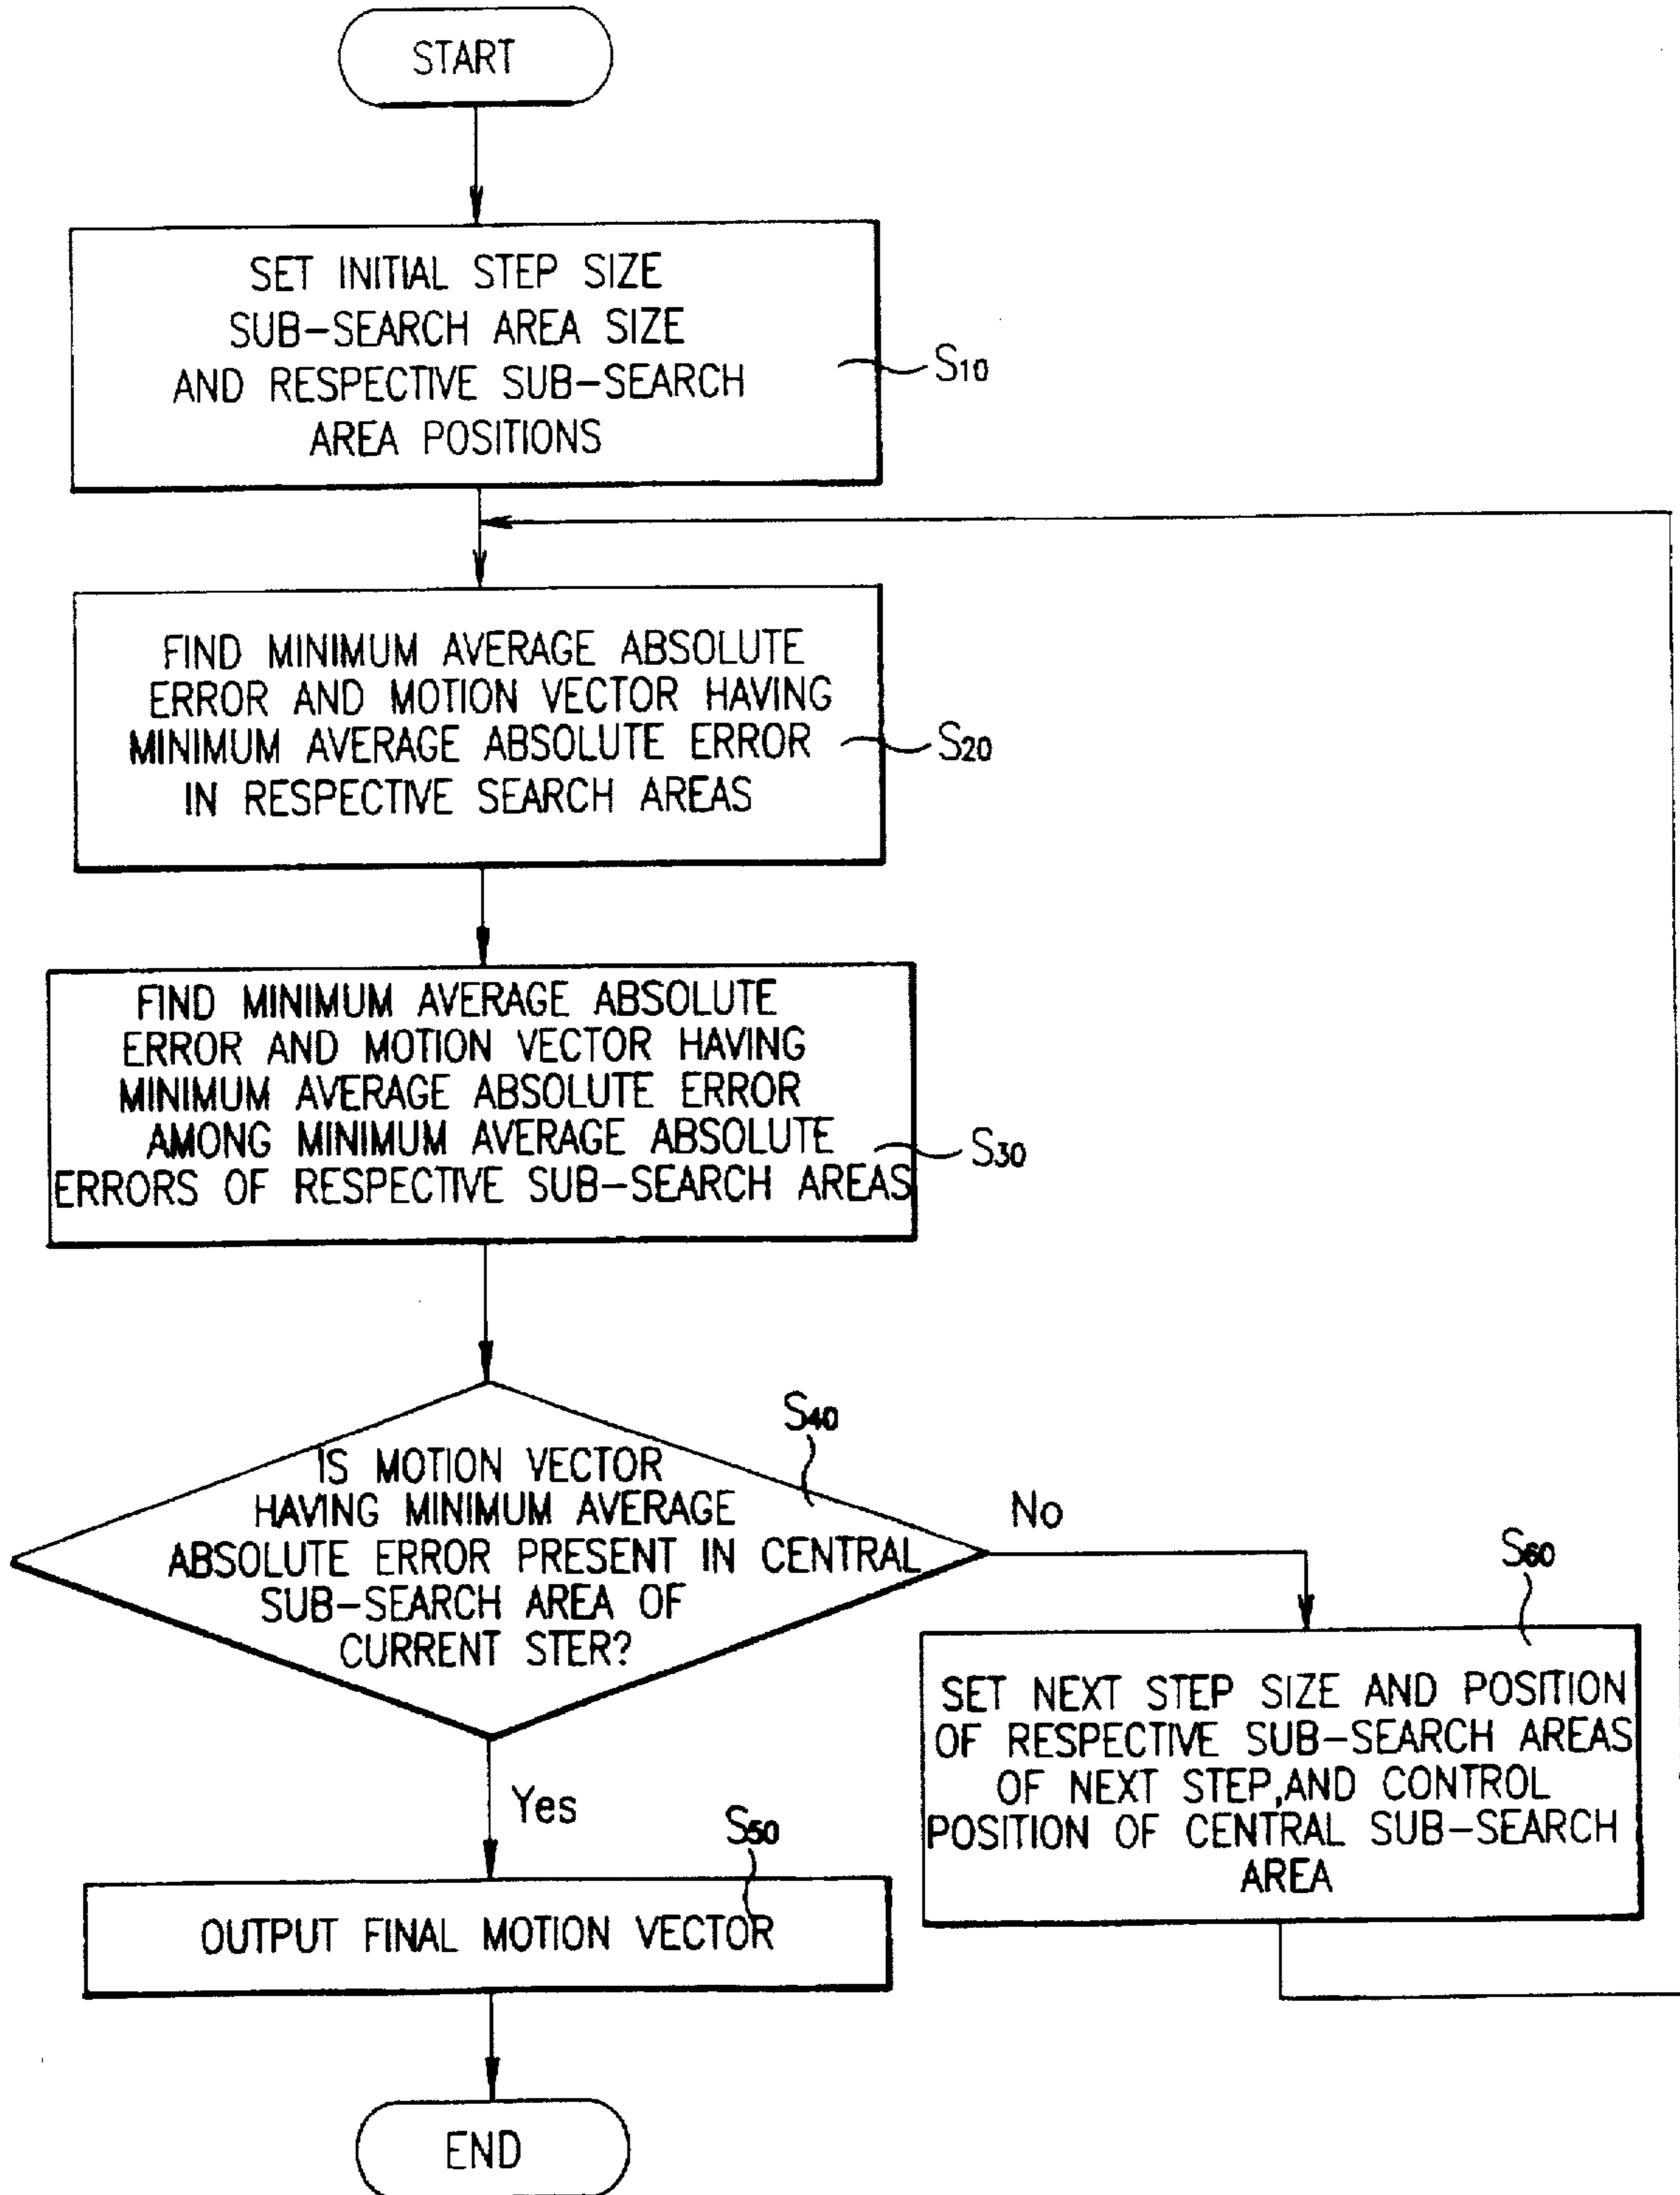 START
SET INITIAL STEP SIZE
SUB-SEARCH AREA SIZE
AND RESPECTIVE SUB-SEARCH
AREA POSITIONS
S10
FIND MINIMUM AVERAGE ABSOLUTE
ERROR AND MOTION VECTOR HAVING
MINIMUM AVERAGE ABSOLUTE ERROR
IN RESPECTIVE SEARCH AREAS
S20
FIND MINIMUM AVERAGE ABSOLUTE
ERROR AND MOTION VECTOR HAVING
MINIMUM AVERAGE ABSOLUTE ERROR
AMONG MINIMUM AVERAGE ABSOLUTE
ERRORS OF RESPECTIVE SUB-SEARCH AREAS
S30
S40
IS MOTION VECTOR
HAVING MINIMUM AVERAGE
ABSOLUTE ERROR PRESENT IN CENTRAL
SUB-SEARCH AREA OF
CURRENT STER?
No
S60
SET NEXT STEP SIZE AND POSITION
OF RESPECTIVE SUB-SEARCH AREAS
OF NEXT STEP,AND CONTROL
POSITION OF CENTRAL SUB-SEARCH
AREA
Yes
S50
OUTPUT FINAL MOTION VECTOR
END